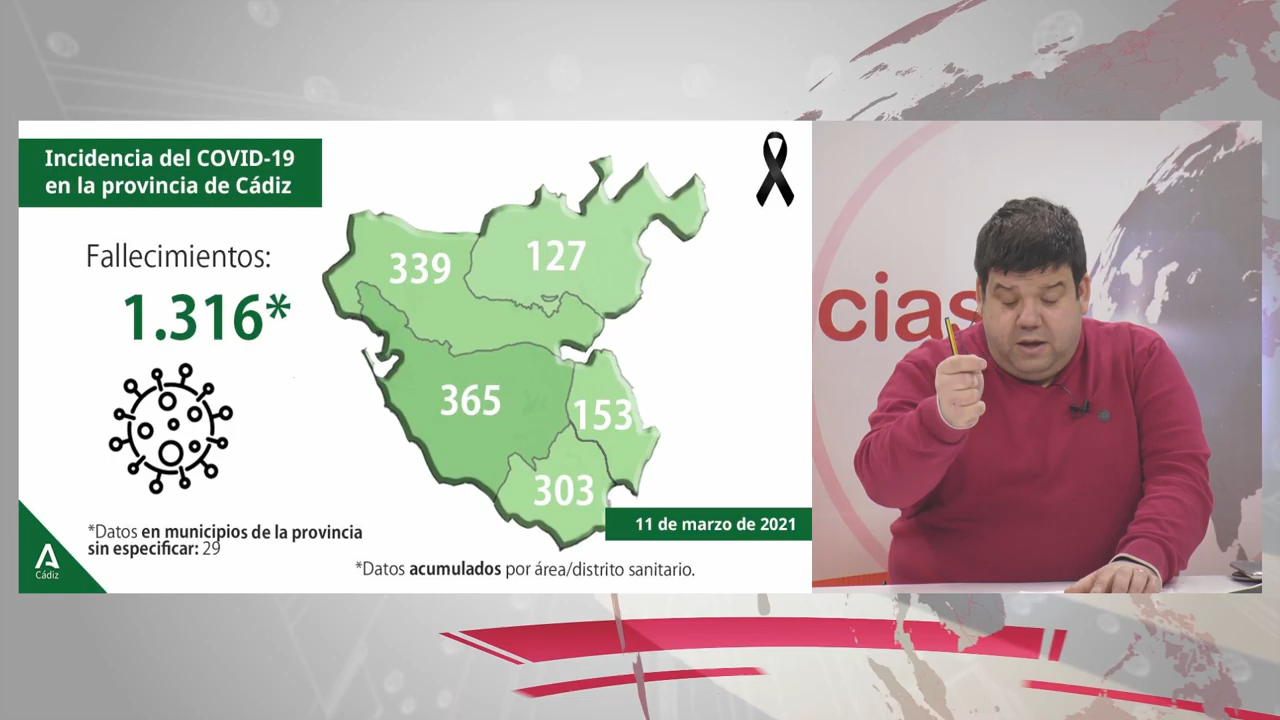 Incidencia del COVID-19
en la provincia de Cádiz
Fallecimientos:
1.316*
339
127
365
153
303
11 de marzo de 2021
*Datos en municipios de la provincia
sin especificar: 29
*Datos acumulados por área/distrito sanitario.
A
Cádiz
cias